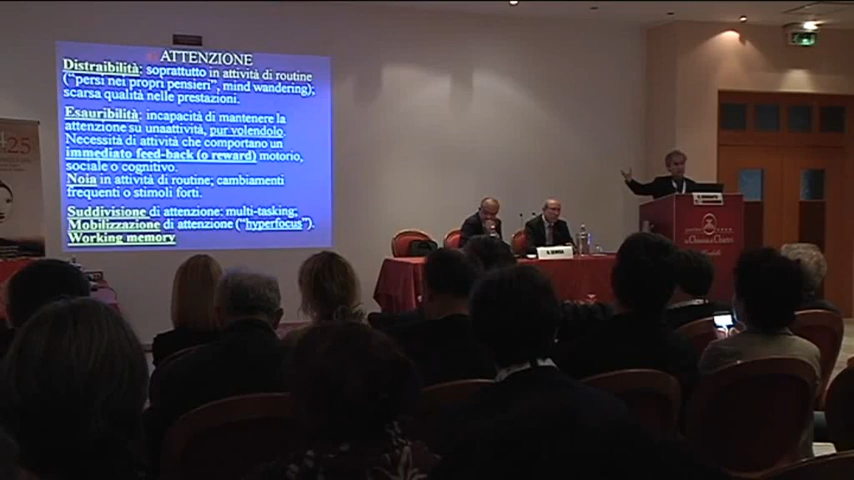 ATTENZIONE
Distraibilità: soprattutto in attività di routine
("persi nei propri pensieri", mind wandering);
scarsa qualità nelle prestazioni.
Esauribilità: incapacità di mantenere la
attenzione su unaattività, pur volendolo.
Necessità di attività che comportano un
immediato feed-back (o reward) motorio,
sociale o cognitivo.
Noia in attività di routine; cambiamenti
frequenti o stimoli forti.
Suddivisione di attenzione: multi-tasking;
Mobilizzazione di attenzione ("hyperfocus").
Working memory
25